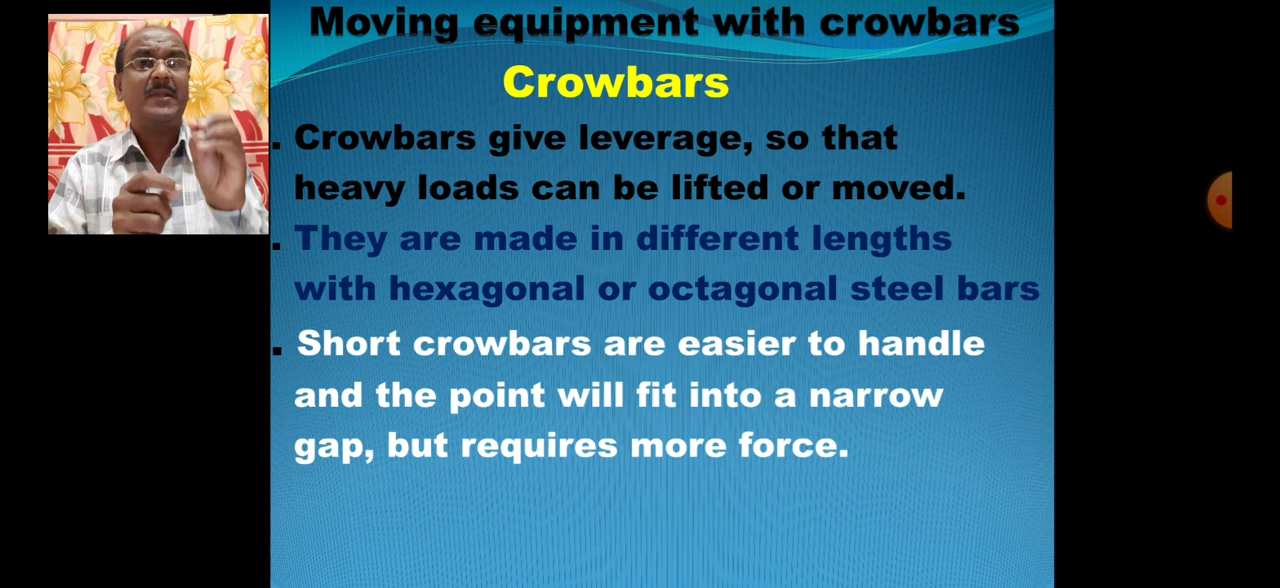 Moving equipment with crowbars
Crowbars
. Crowbars give leverage, so that
heavy loads can be lifted or moved.
. They are made in different lengths
with hexagonal or octagonal steel bars
. Short crowbars are easier to handle
and the point will fit into a narrow
gap, but requires more force.